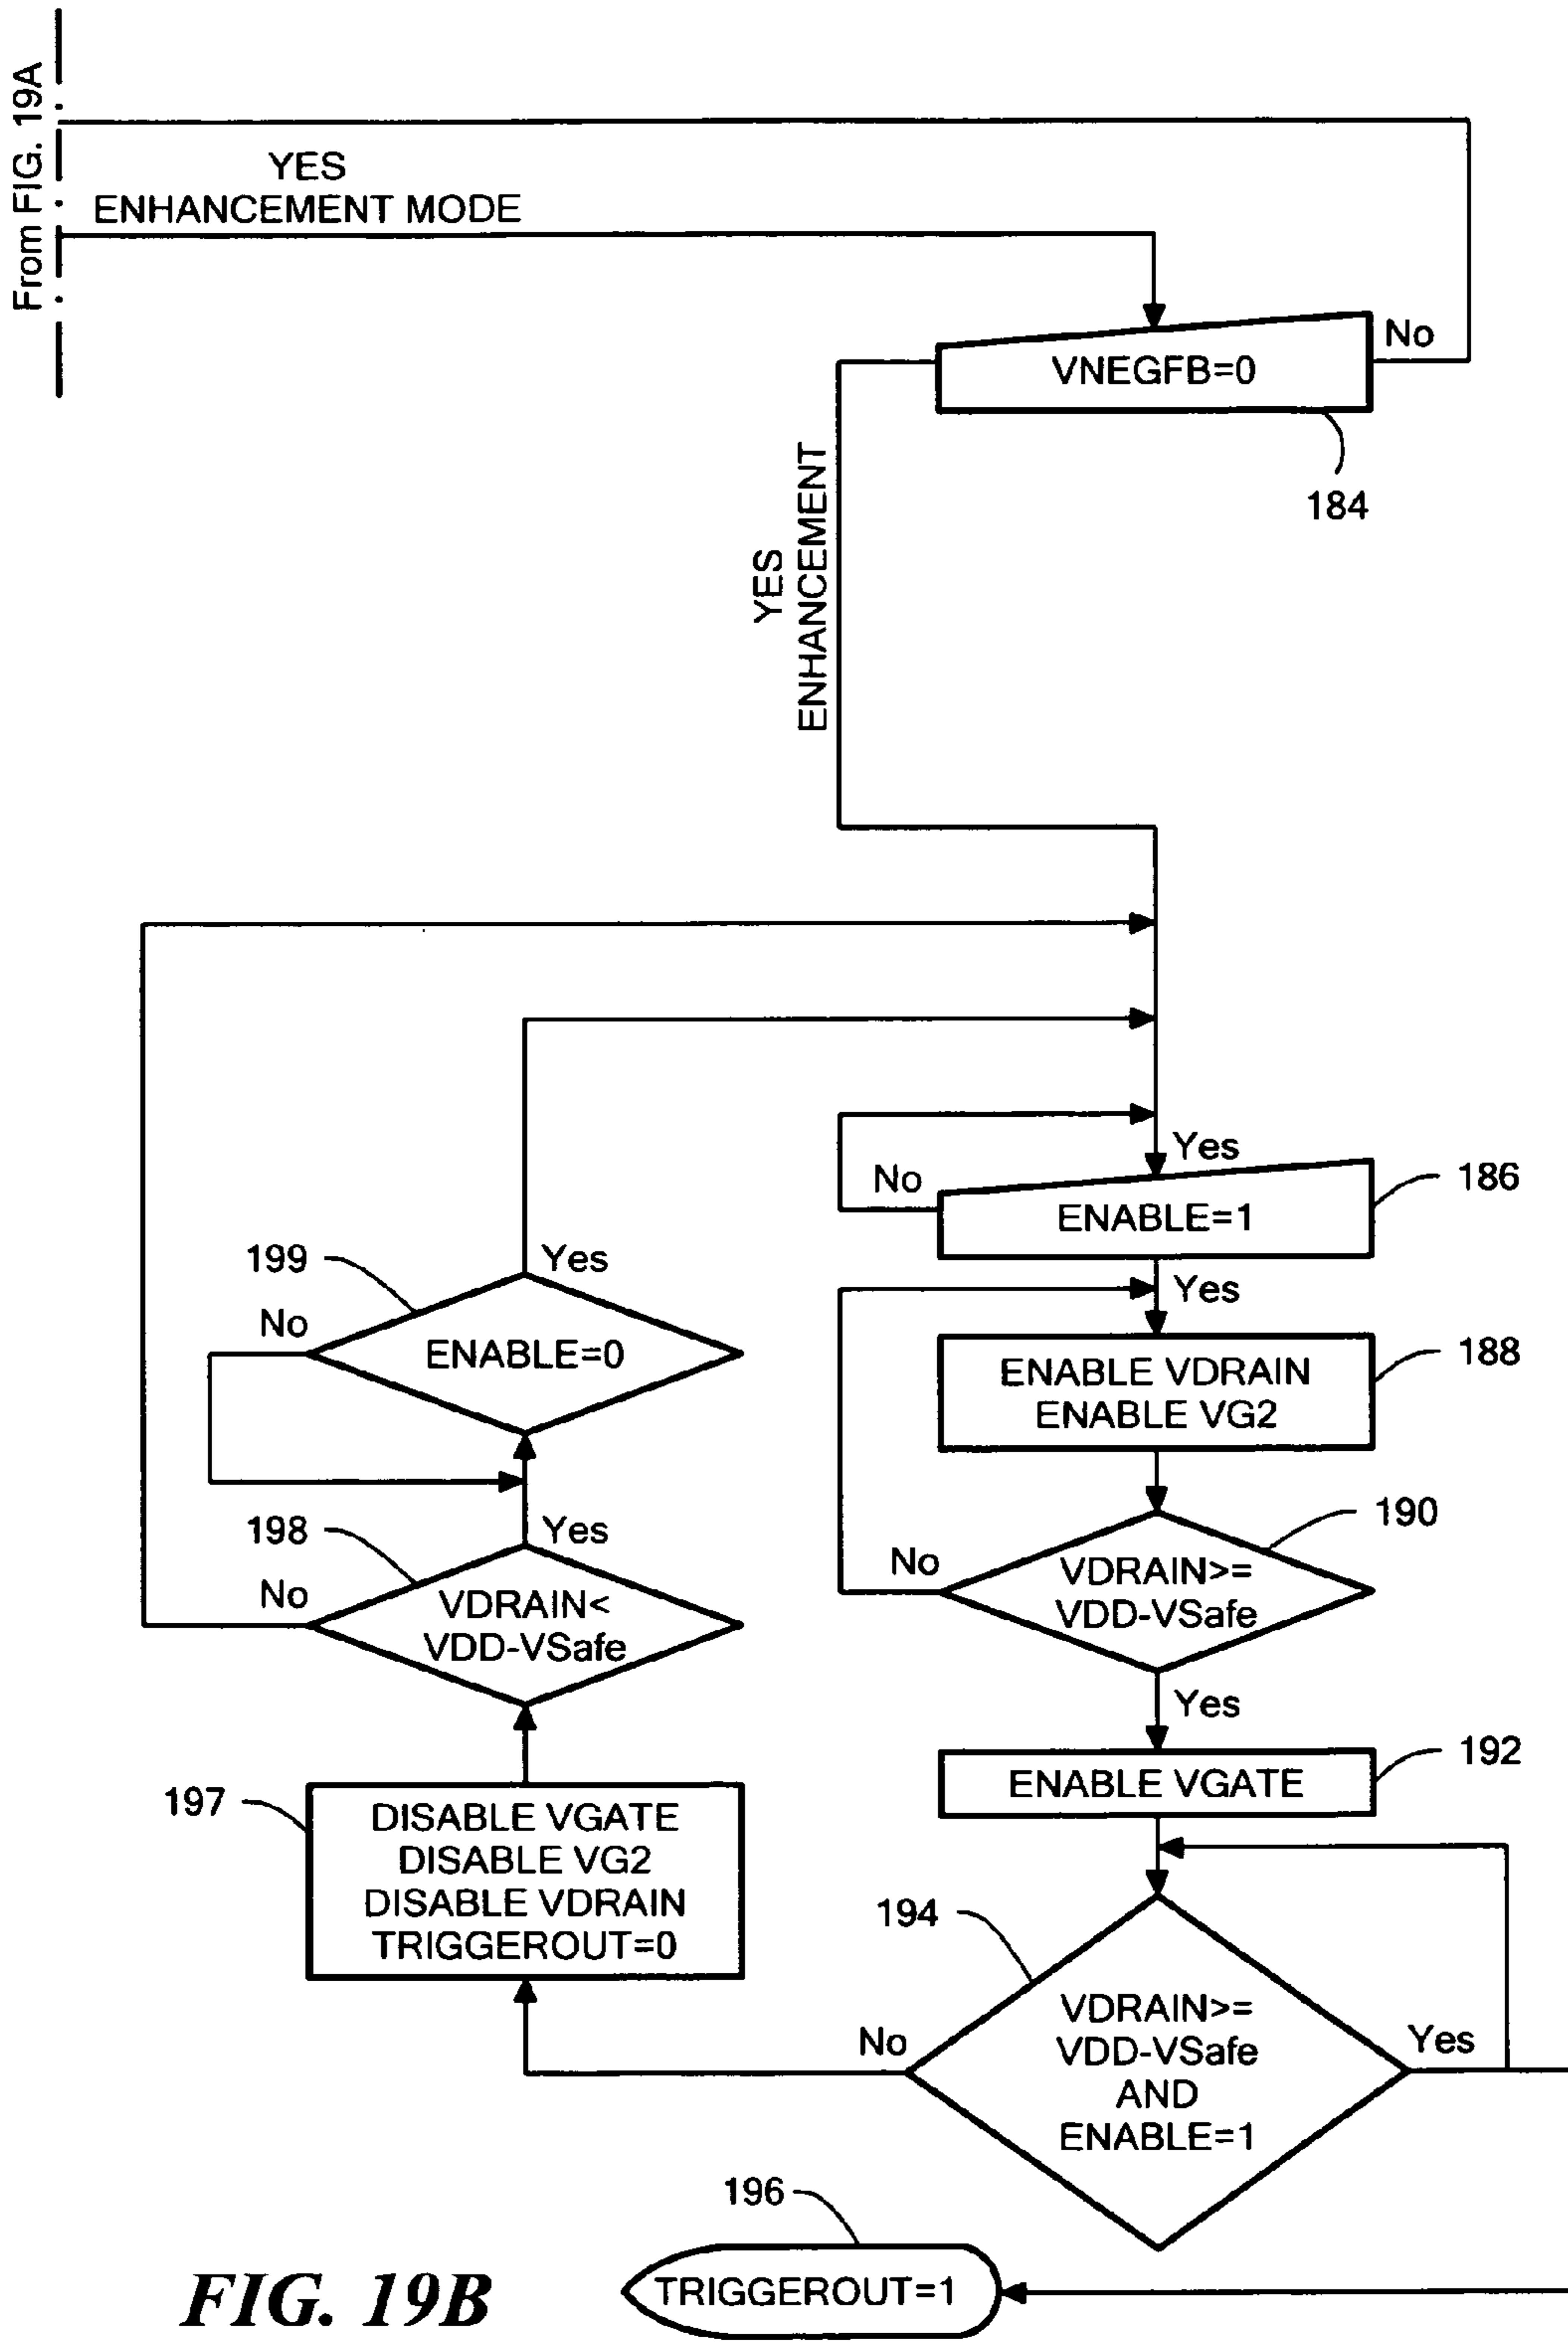 From FIG. 19A
YES
ENHANCEMENT MODE
VNEGFB=0
No
184
YES
ENHANCEMENT
Yes
No
ENABLE=1
186
199
Yes
No
ENABLE=0
Yes
ENABLE VDRAIN
ENABLE VG2
188
198
Yes
No
VDRAIN<
VDD-VSafe
190
No
VDRAIN>=
VDD-VSafe
Yes
197
DISABLE VGATE
DISABLE VG2
DISABLE VDRAIN
TRIGGEROUT=0
ENABLE VGATE
192
194
No
VDRAIN>=
VDD-VSafe
AND
ENABLE=1
Yes
196
TRIGGEROUT=1
FIG. 19B